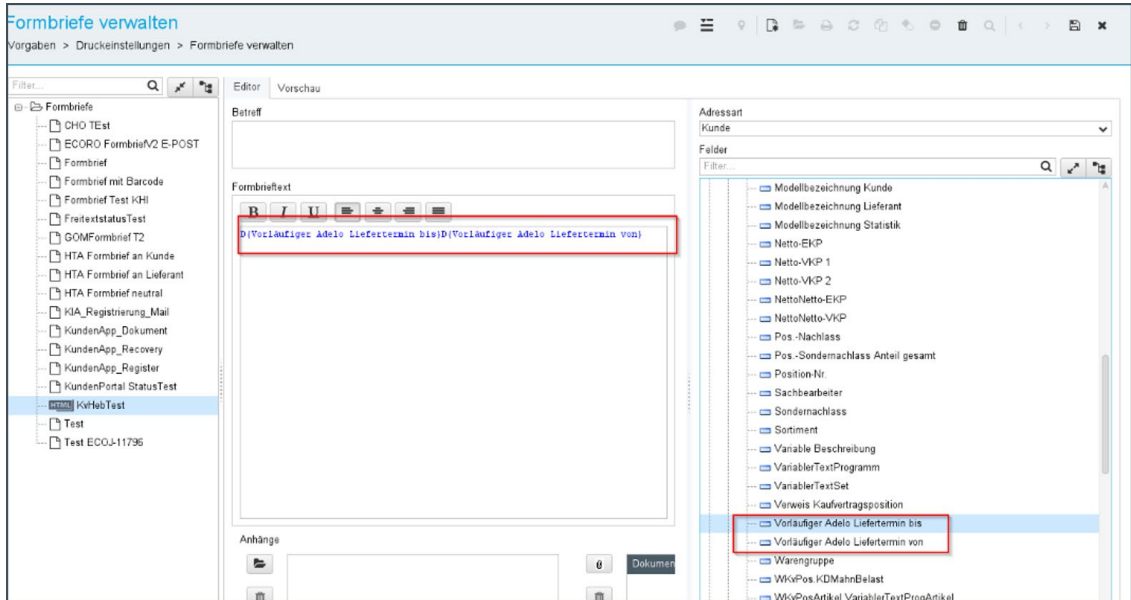 Formbriefe verwalten
Vorgaben > Druckeinstellungen > Formbriefe verwalten
Filter...
Formbriefe
CHO TEst
ECORO FormbriefV2 E-POST
Formbrief
Formbrief mit Barcode
Formbrief Test KHI
FreitextstatusTest
GOMFormbrief T2
HTA Formbrief an Kunde
HTA Formbrief an Lieferant
HTA Formbrief neutral
KIA_Registrierung_Mail
KundenApp_Dokument
KundenApp_Recovery
KundenApp_Register
KundenPortal StatusTest
HTML KvHebTest
Test
Test ECOJ-11796
Editor Vorschau
Betreff
Formbrieftext
B I U
D{Vorläufiger Adelo Liefertermin bis}D{Vorläufiger Adelo Liefertermin von}
Anhänge
Dokumen
Adressart
Kunde
Felder
Filter...
Modellbezeichnung Kunde
Modellbezeichnung Lieferant
Modellbezeichnung Statistik
Netto-EKP
Netto-VKP 1
Netto-VKP 2
NettoNetto-EKP
NettoNetto-VKP
Pos.-Nachlass
Pos.-Sondernachlass Anteil gesamt
Position-Nr.
Sachbearbeiter
Sondernachlass
Sortiment
Variable Beschreibung
VariablerTextProgramm
VariablerTextSet
Verweis Kaufvertragsposition
Vorläufiger Adelo Liefertermin bis
Vorläufiger Adelo Liefertermin von
Warengruppe
WKvPos.KDMahnBelast
WKvPosArtikel.VariablerTextProgArtikel